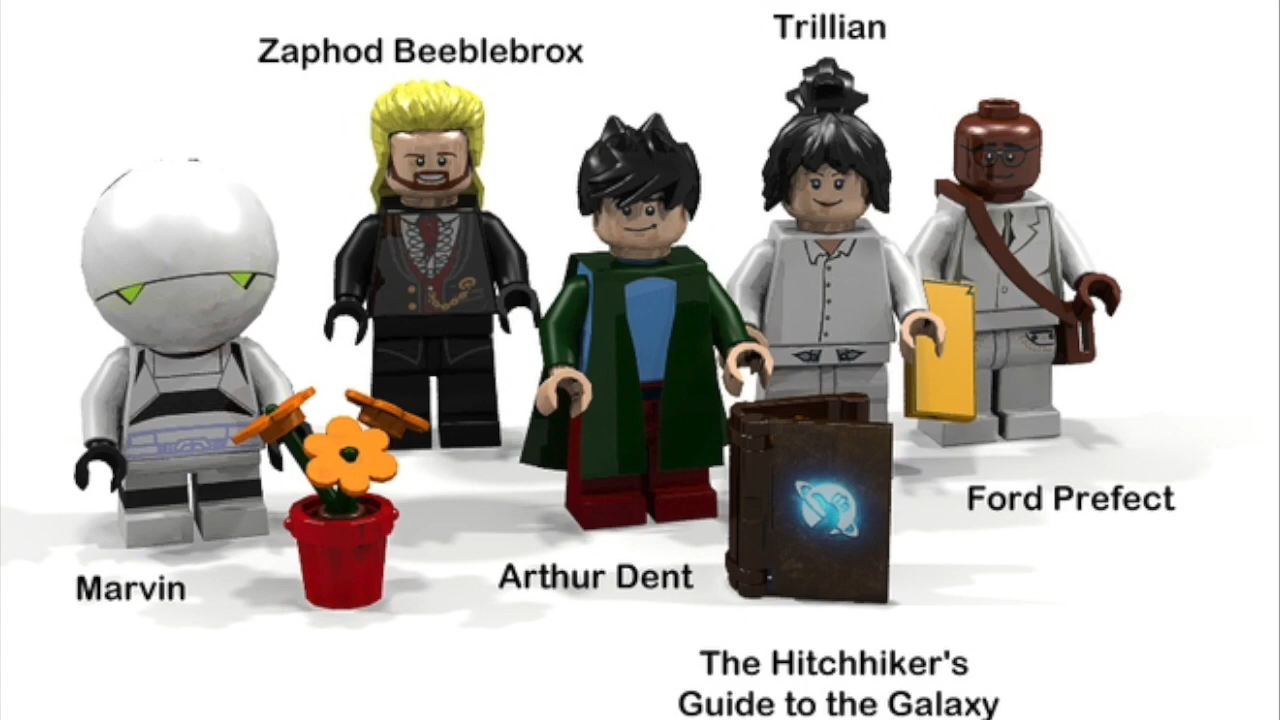 Trillian
Zaphod Beeblebrox
Ford Prefect
Arthur Dent
Marvin
The Hitchhiker's
Guide to the Galaxy